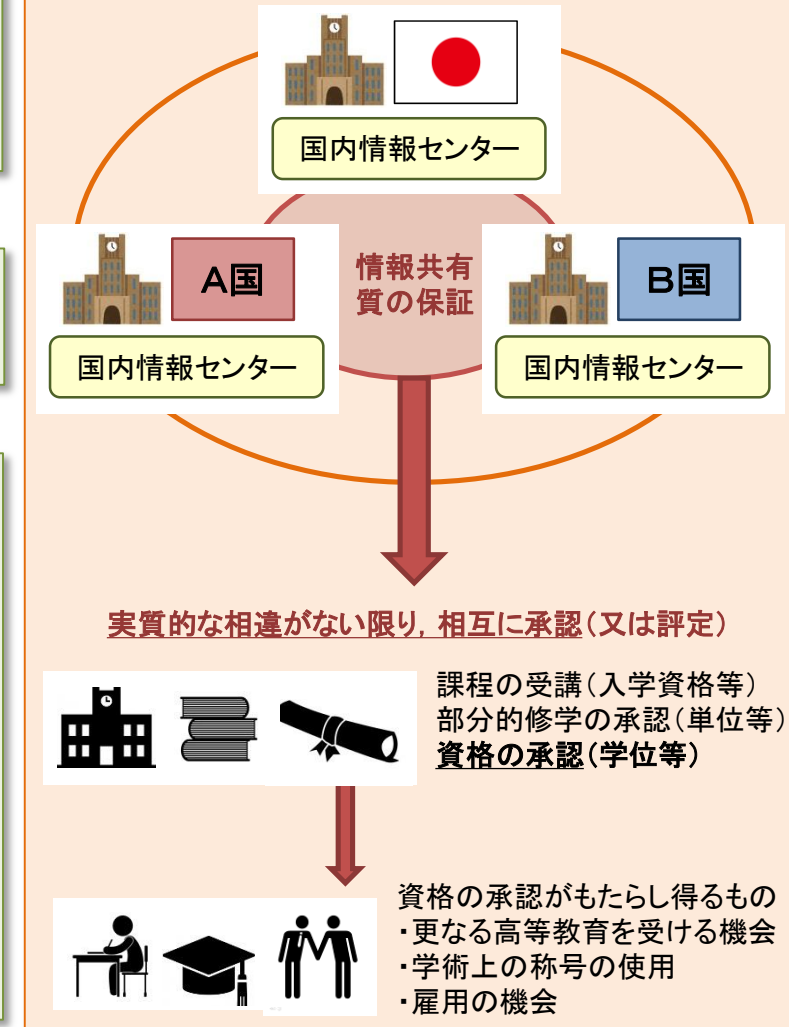 国内情報センター
A国
情報共有
質の保証
B国
国内情報センター
国内情報センター
実質的な相違がない限り，相互に承認(又は評定)
課程の受講(入学資格等)
部分的修学の承認(単位等)
資格の承認(学位等)
資格の承認がもたらし得るもの
・更なる高等教育を受ける機会
・学術上の称号の使用
・雇用の機会